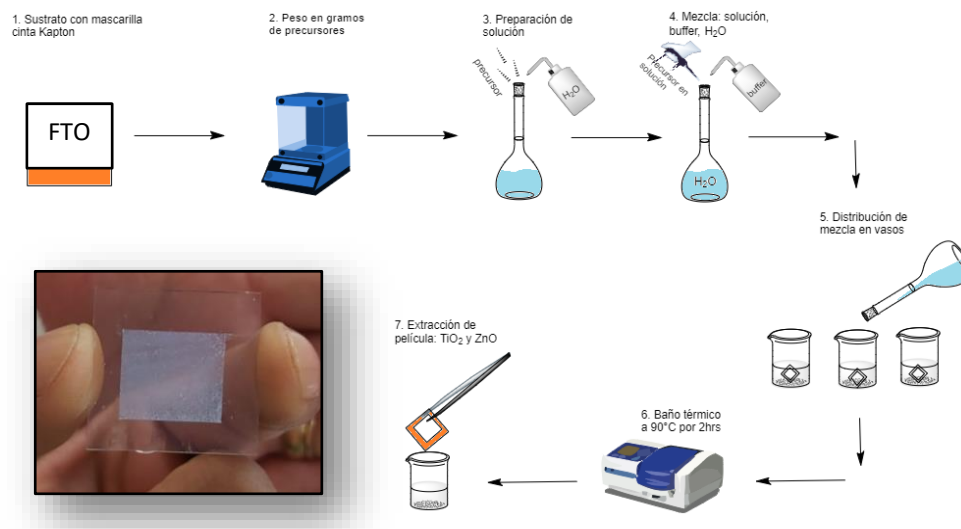 1. Sustrato con mascarilla
cinta Kapton
FTO
2. Peso en gramos
de precursores
3. Preparación de
solución
precursor
H₂O
4. Mezcla: solución,
buffer, H₂O
Precursor en
solución
buffer
H₂O
5. Distribución de
mezcla en vasos
6. Baño térmico
a 90°C por 2hrs
7. Extracción de
película: TiO₂ y ZnO